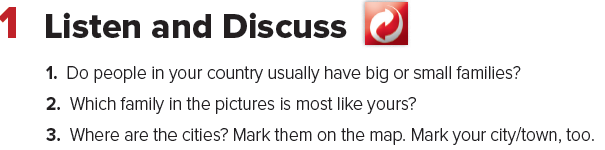 1 Listen and Discuss
1. Do people in your country usually have big or small families?
2. Which family in the pictures is most like yours?
3. Where are the cities? Mark them on the map. Mark your city/town, too.